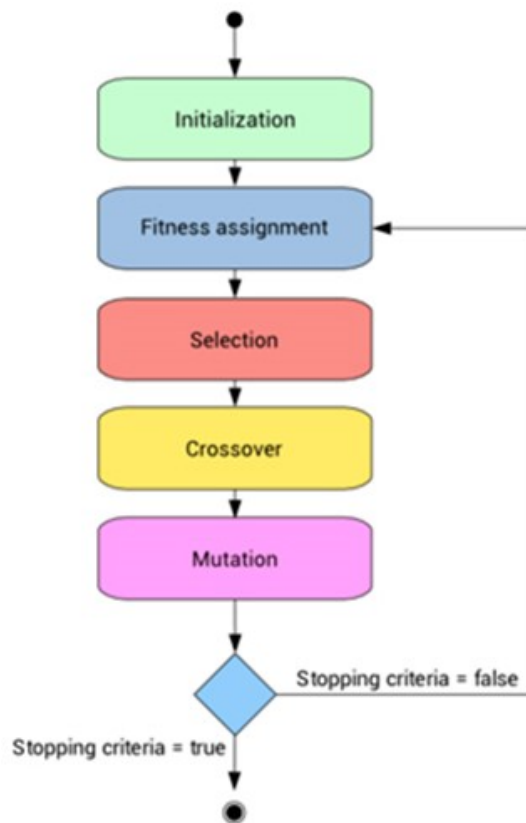 Initialization
Fitness assignment
Selection
Crossover
Mutation
Stopping criteria = false
Stopping criteria = true